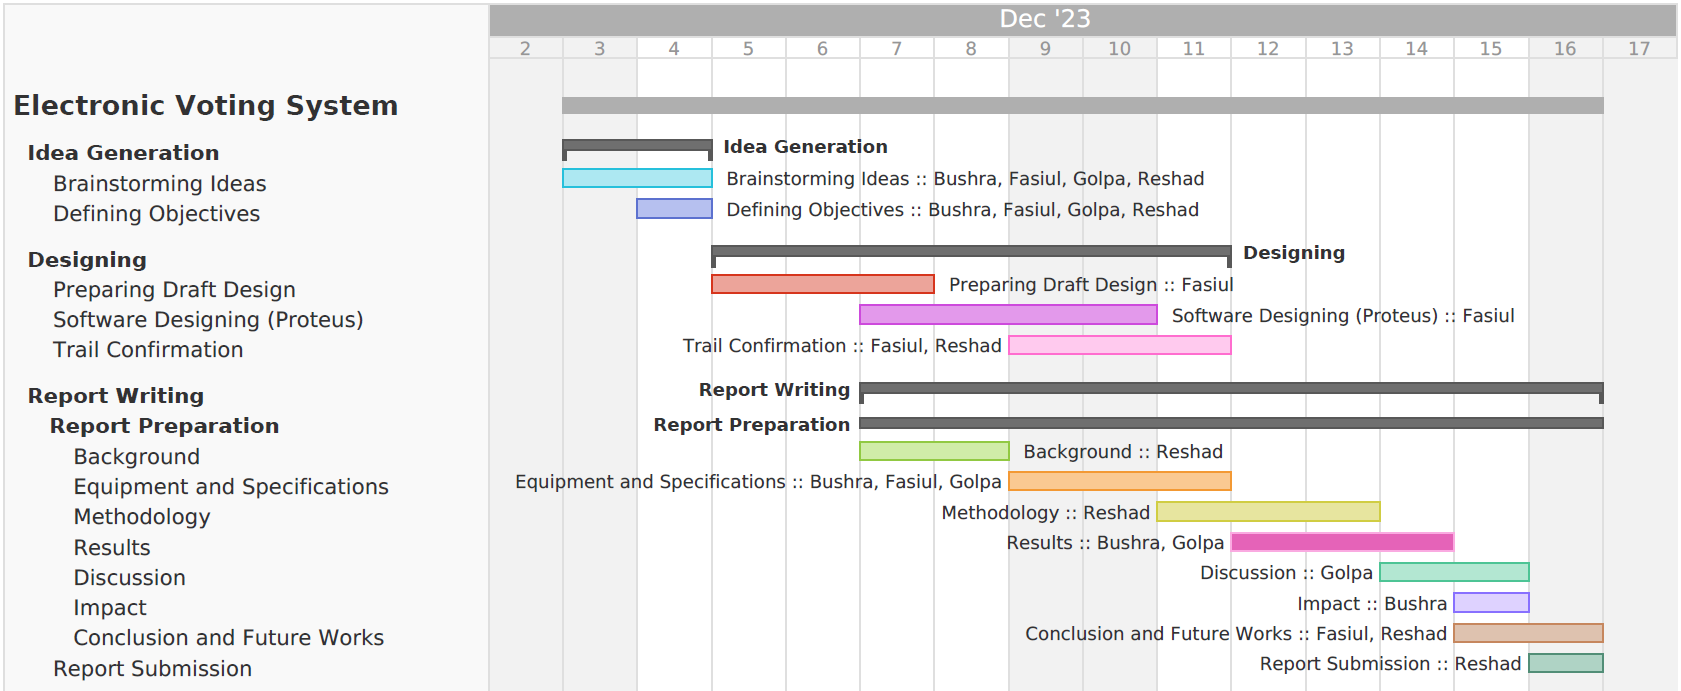 Dec '23
2 3 4 5 6 7 8 9 10 11 12 13 14 15 16 17
Electronic Voting System
Idea Generation Idea Generation
Brainstorming Ideas Brainstorming Ideas :: Bushra, Fasiul, Golpa, Reshad
Defining Objectives Defining Objectives :: Bushra, Fasiul, Golpa, Reshad
Designing Designing
Preparing Draft Design Preparing Draft Design :: Fasiul
Software Designing (Proteus) Software Designing (Proteus) :: Fasiul
Trail Confirmation Trail Confirmation :: Fasiul, Reshad
Report Writing Report Writing
Report Preparation Report Preparation
Background Background :: Reshad
Equipment and Specifications Equipment and Specifications :: Bushra, Fasiul, Golpa
Methodology Methodology :: Reshad
Results Results :: Bushra, Golpa
Discussion Discussion :: Golpa
Impact Impact :: Bushra
Conclusion and Future Works Conclusion and Future Works :: Fasiul, Reshad
Report Submission Report Submission :: Reshad